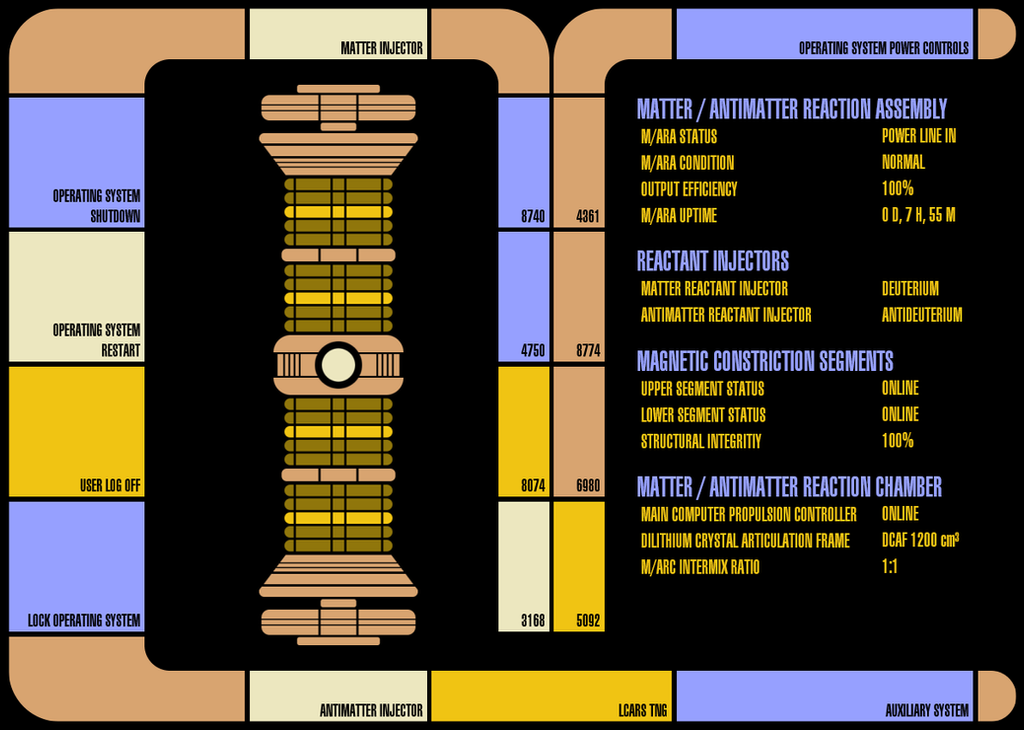 MATTER INJECTOR
OPERATING SYSTEM POWER CONTROLS
OPERATING SYSTEM
SHUTDOWN
OPERATING SYSTEM
RESTART
USER LOG OFF
LOCK OPERATING SYSTEM
8740
4361
4750
8774
8074
6980
3168
5092
MATTER / ANTIMATTER REACTION ASSEMBLY
M/ARA STATUS POWER LINE IN
M/ARA CONDITION NORMAL
OUTPUT EFFICIENCY 100%
M/ARA UPTIME 0 D, 7 H, 55 M
REACTANT INJECTORS
MATTER REACTANT INJECTOR DEUTERIUM
ANTIMATTER REACTANT INJECTOR ANTIDEUTERIUM
MAGNETIC CONSTRICTION SEGMENTS
UPPER SEGMENT STATUS ONLINE
LOWER SEGMENT STATUS ONLINE
STRUCTURAL INTEGRITIY 100%
MATTER / ANTIMATTER REACTION CHAMBER
MAIN COMPUTER PROPULSION CONTROLLER ONLINE
DILITHIUM CRYSTAL ARTICULATION FRAME DCAF 1200 cm³
M/ARC INTERMIX RATIO 1:1
ANTIMATTER INJECTOR
LCARS TNG
AUXILIARY SYSTEM